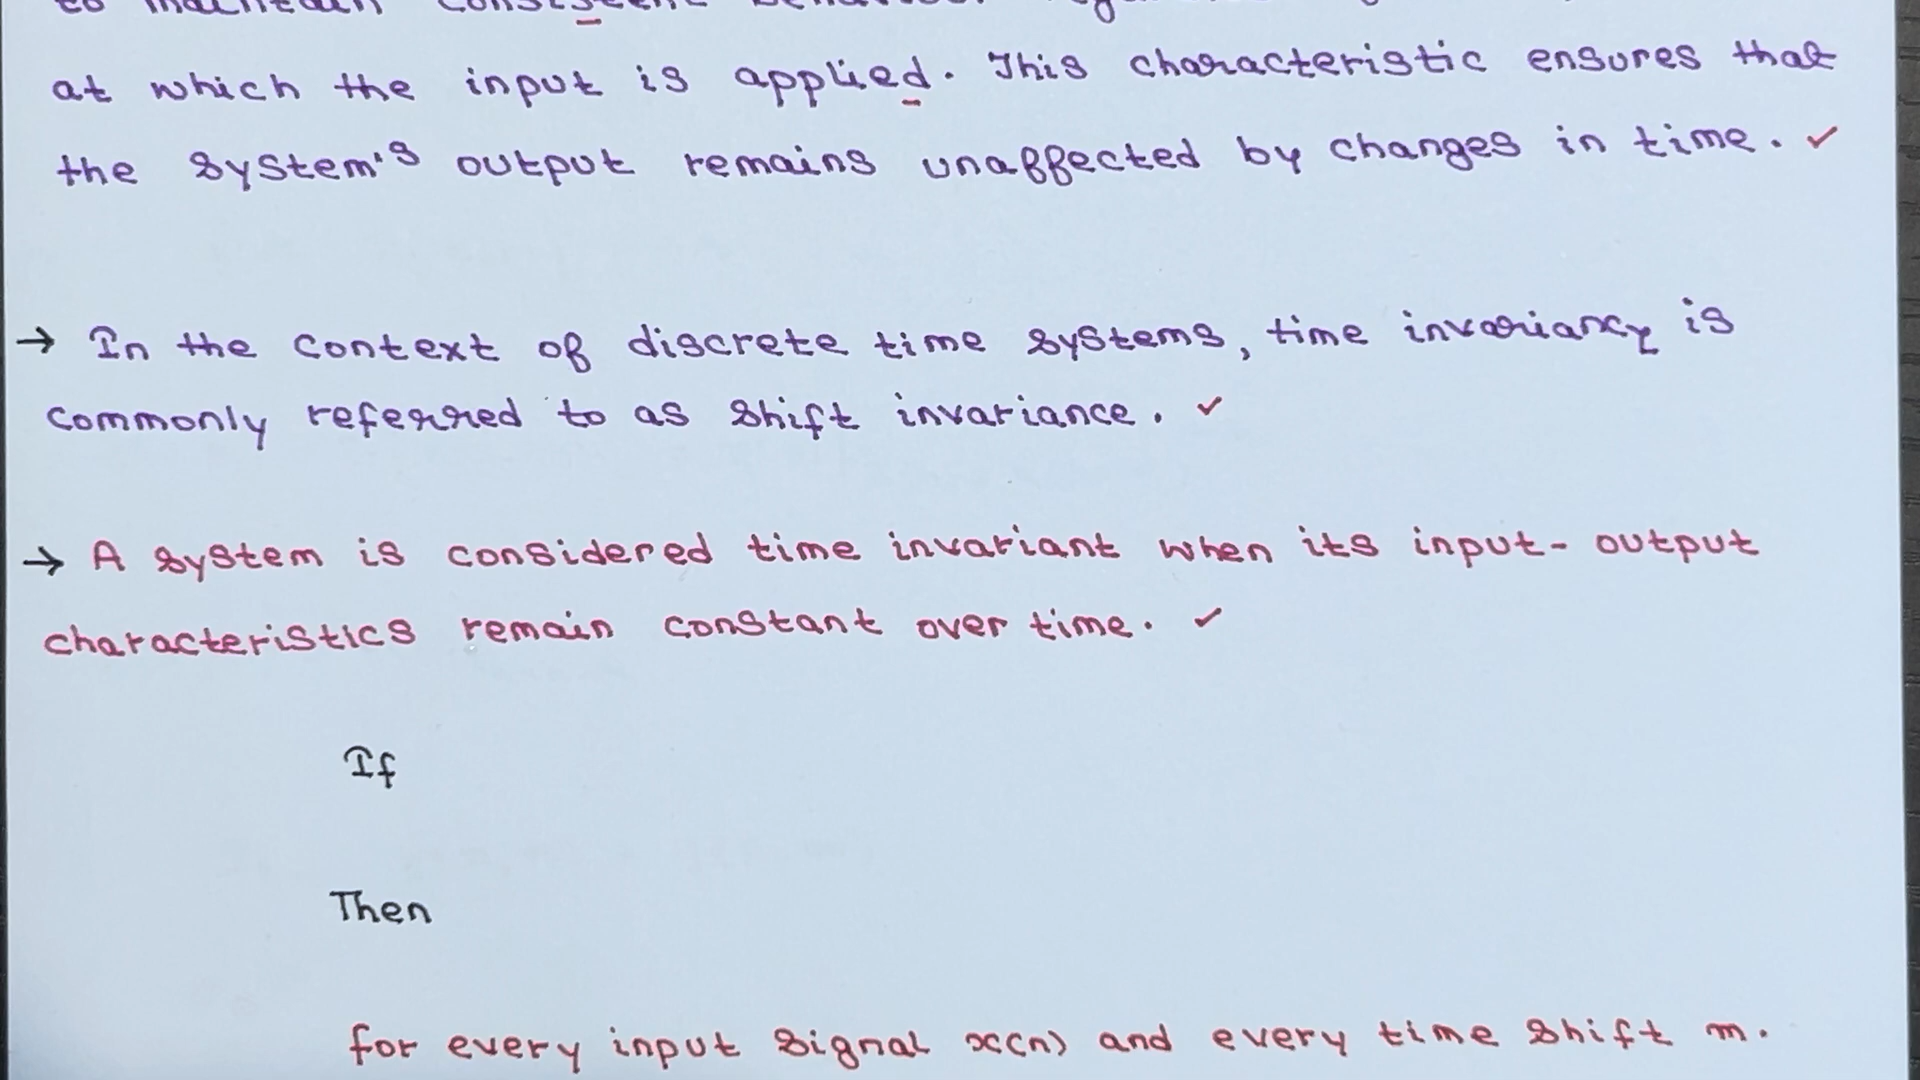 to maintain consistent
at which the input is applied. This characteristic ensures that
the system's output remains unaffected by changes in time. ✓
→ In the context of discrete time systems, time invariancy is
commonly referred to as shift invariance. ✓
→ A system is considered time invariant when its input-output
characteristics remain constant over time. ✓
If
Then
for every input signal x(n) and every time shift m.